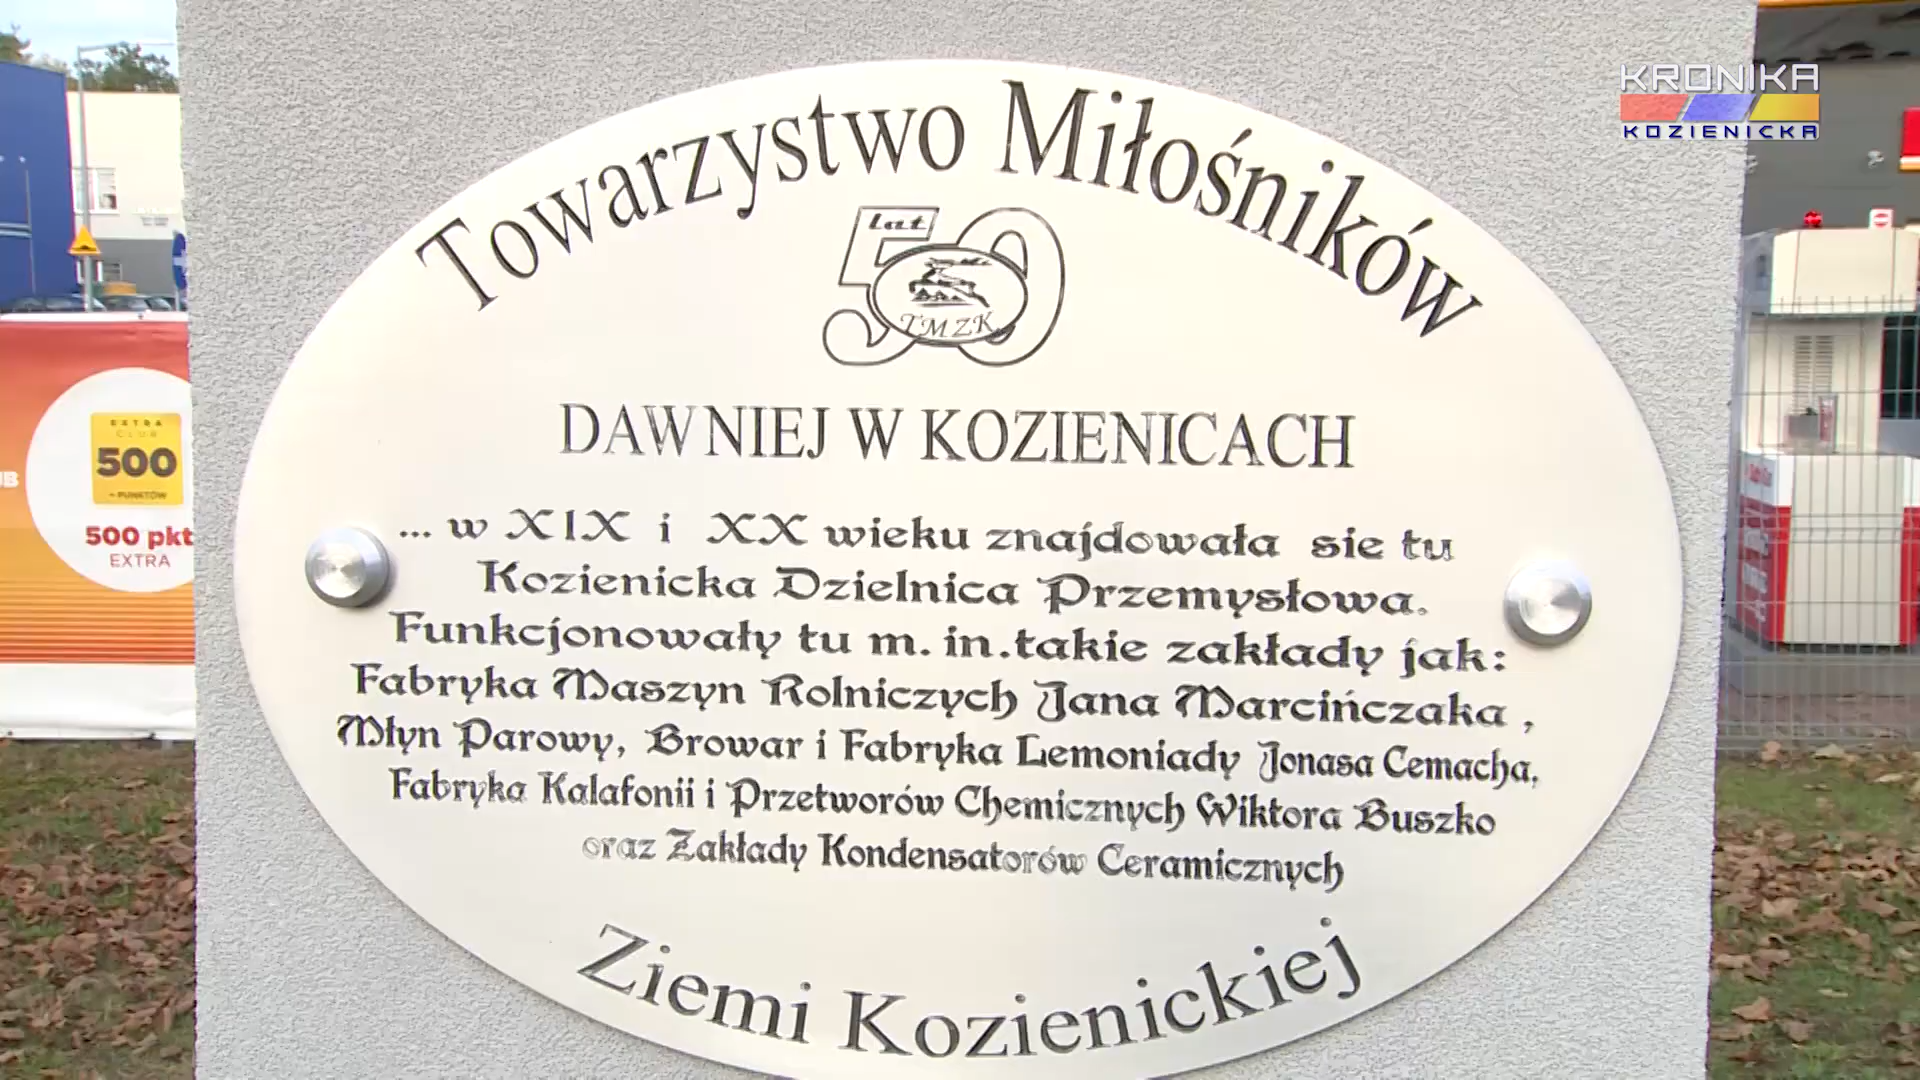 KRONIKA
KOZIENICKA
Towarzystwo Miłośników
lat
50
TMZK
DAWNIEJ W KOZIENICACH
... w XIX i XX wieku znajdowała sie tu
Kozienicka Dzielnica Przemysłowa.
Funkcjonowały tu m. in. takie zakłady jak:
Fabryka Maszyn Rolniczych Jana Marcińczaka ,
Młyn Parowy, Browar i Fabryka Lemoniady Jonasa Cemacha,
Fabryka Kalafonii i Przetworów Chemicznych Wiktora Buszko
oraz Zakłady Kondensatorów Ceramicznych
Ziemi Kozienickiej
EXTRA
CLUB
500
PUNKTÓW
500 pkt
EXTRA